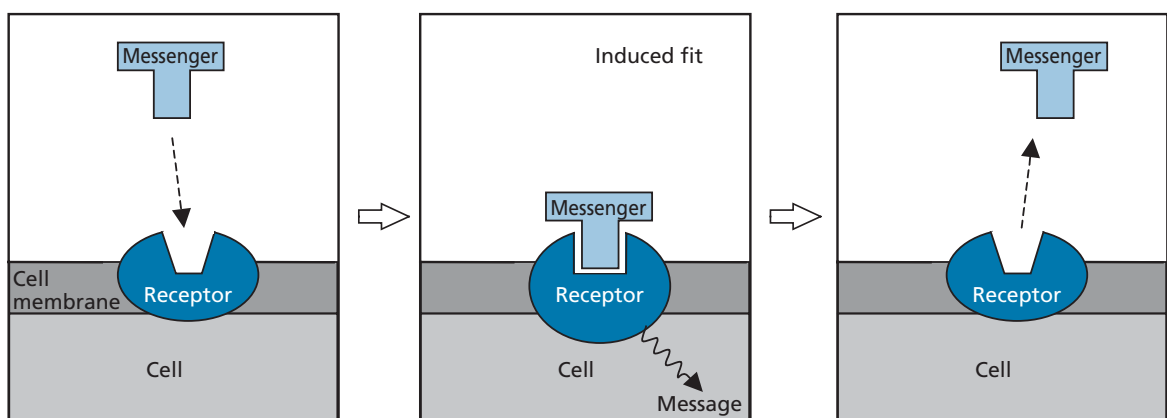 Messenger
Cell
membrane
Receptor
Cell
Induced fit
Messenger
Receptor
Cell
Message
Messenger
Receptor
Cell